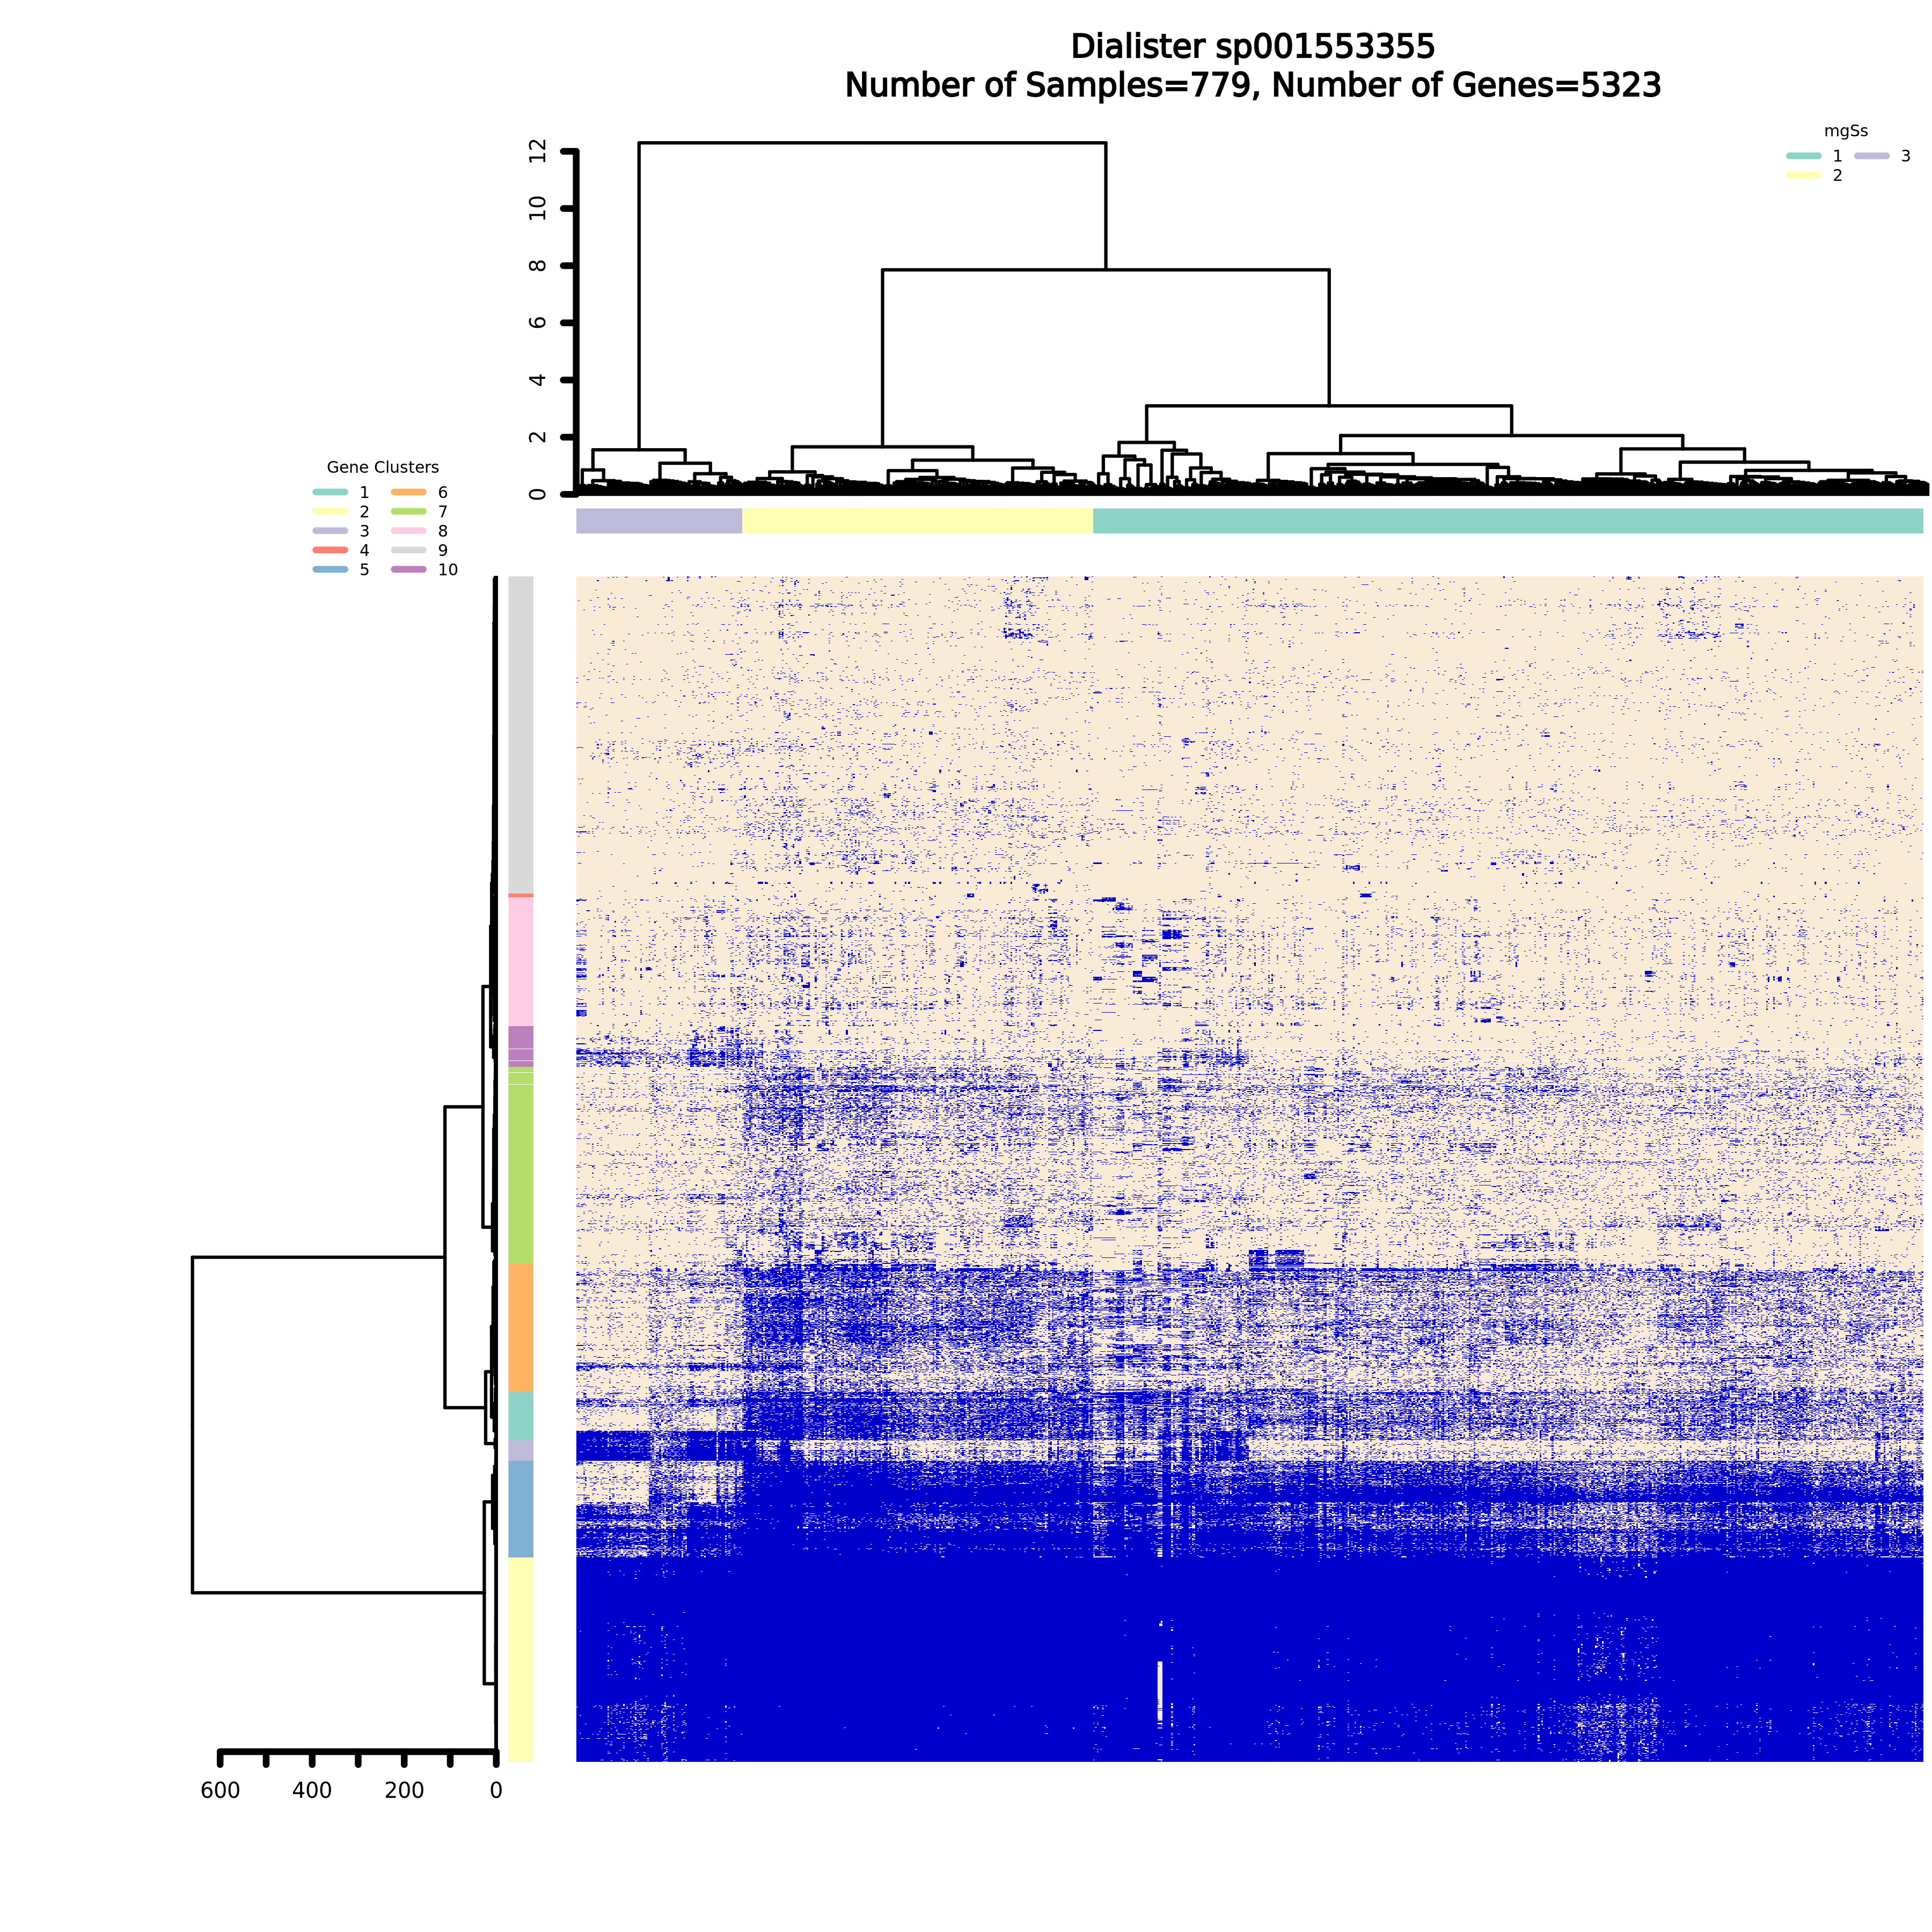 Dialister sp001553355
Number of Samples=779, Number of Genes=5323
mgSs
1 3
2
12
10
8
6
4
2
0
Gene Clusters
1 6
2 7
3 8
4 9
5 10
600 400 200 0